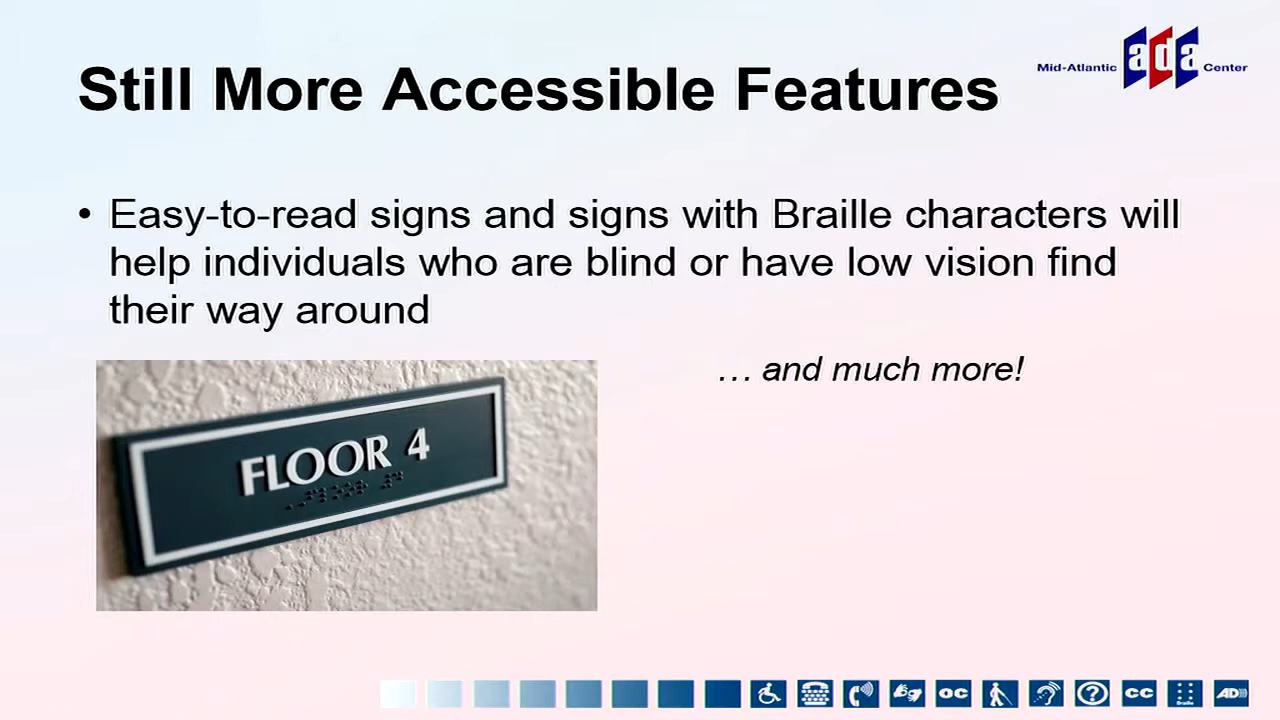 Still More Accessible Features
Mid-Atlantic ada Center
• Easy-to-read signs and signs with Braille characters will
help individuals who are blind or have low vision find
their way around
… and much more!
FLOOR 4
OC
?
CC
Braille
AD